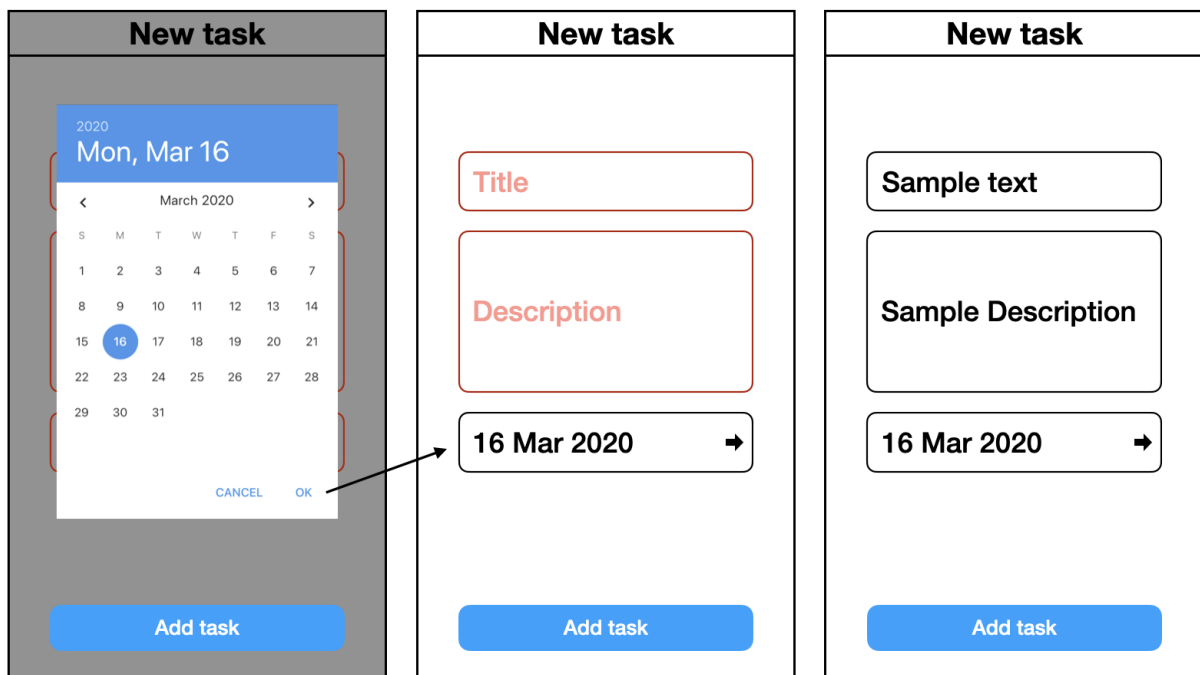 New task
2020
Mon, Mar 16
March 2020
S M T W T F S
1 2 3 4 5 6 7
8 9 10 11 12 13 14
15 16 17 18 19 20 21
22 23 24 25 26 27 28
29 30 31
CANCEL OK
Add task
New task
Title
Description
16 Mar 2020
Add task
New task
Sample text
Sample Description
16 Mar 2020
Add task